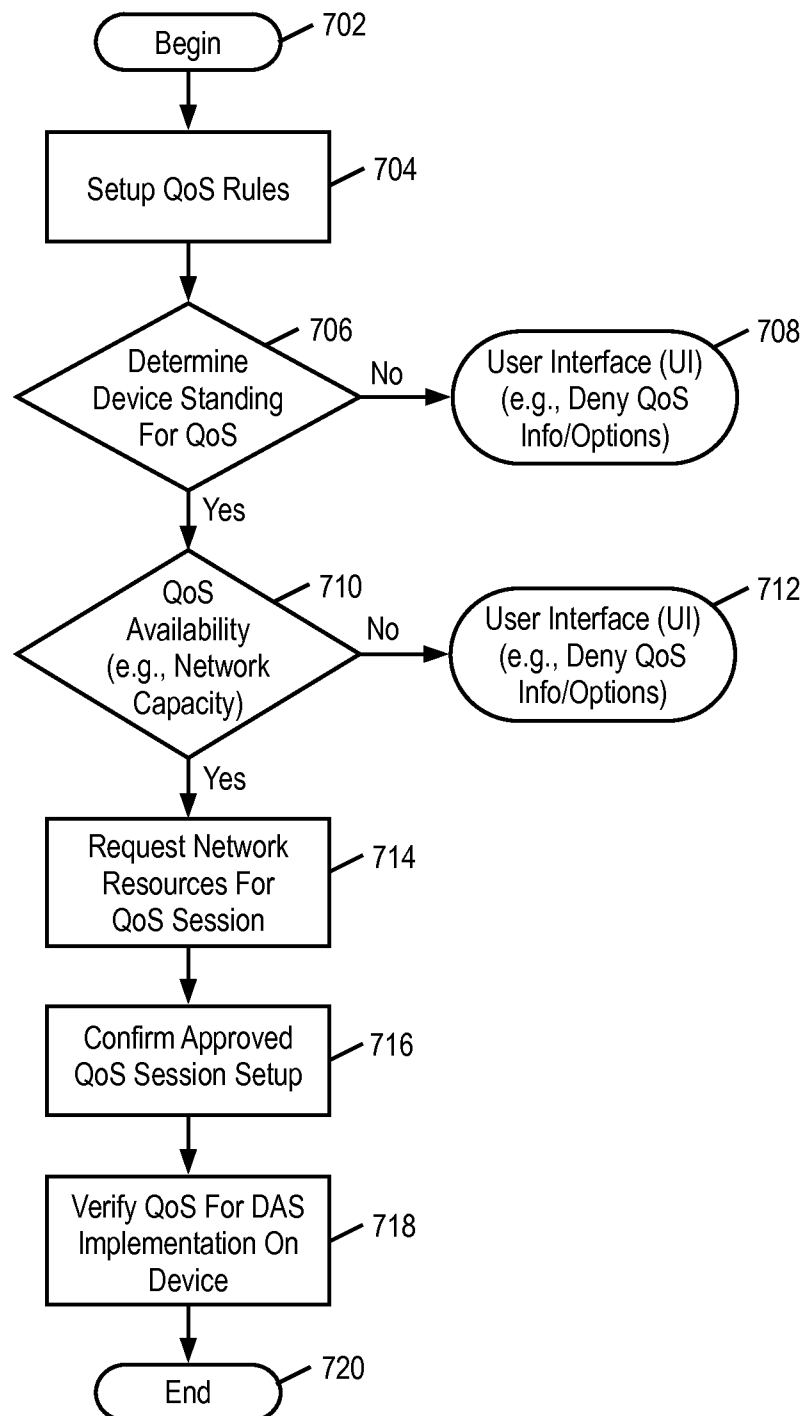 Begin
702
Setup QoS Rules
704
Determine
Device Standing
For QoS
706
No
User Interface (UI)
(e.g., Deny QoS
Info/Options)
708
Yes
QoS
Availability
(e.g., Network
Capacity)
710
No
User Interface (UI)
(e.g., Deny QoS
Info/Options)
712
Yes
Request Network
Resources For
QoS Session
714
Confirm Approved
QoS Session Setup
716
Verify QoS For DAS
Implementation On
Device
718
End
720